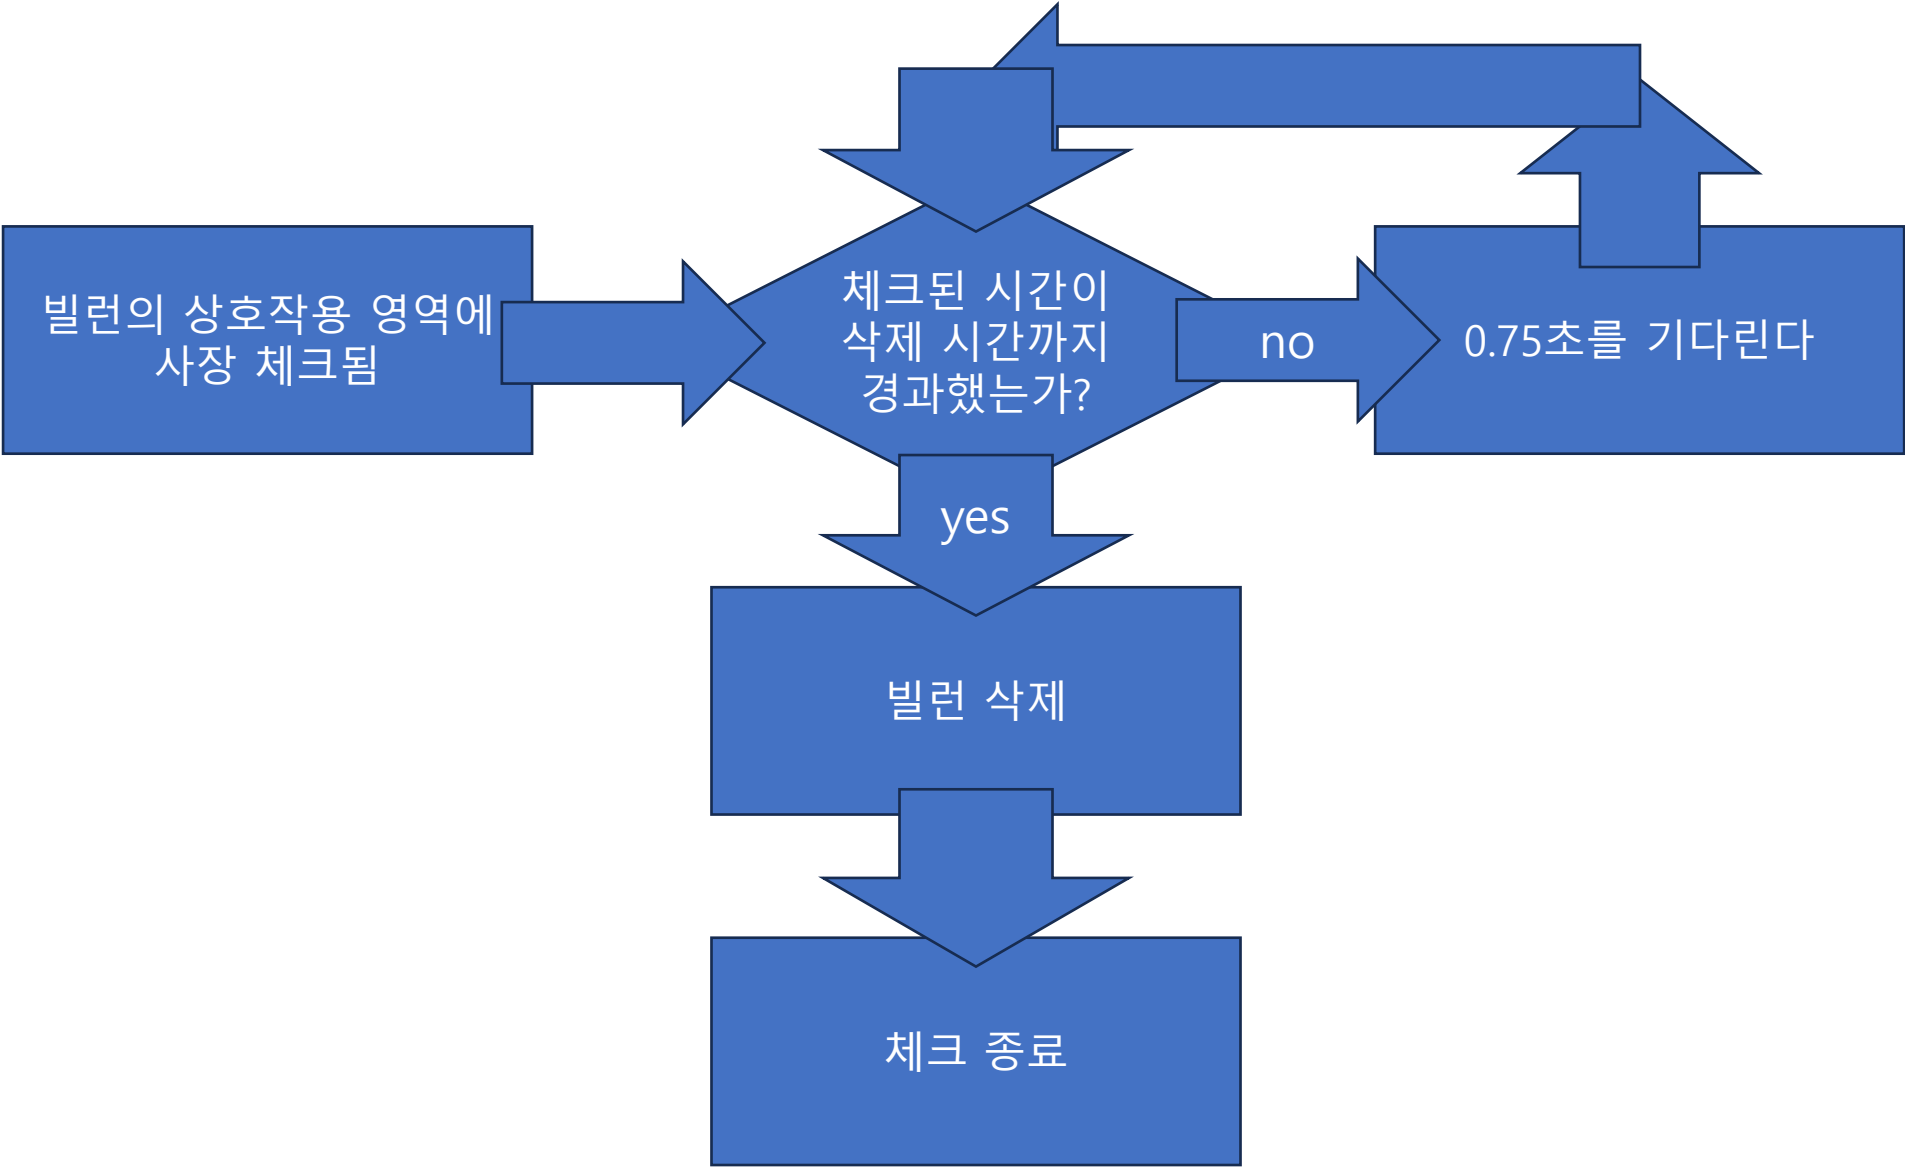 빌런의 상호작용 영역에
사장 체크됨
체크된 시간이
삭제 시간까지
경과했는가?
no
0.75초를 기다린다
yes
빌런 삭제
체크 종료